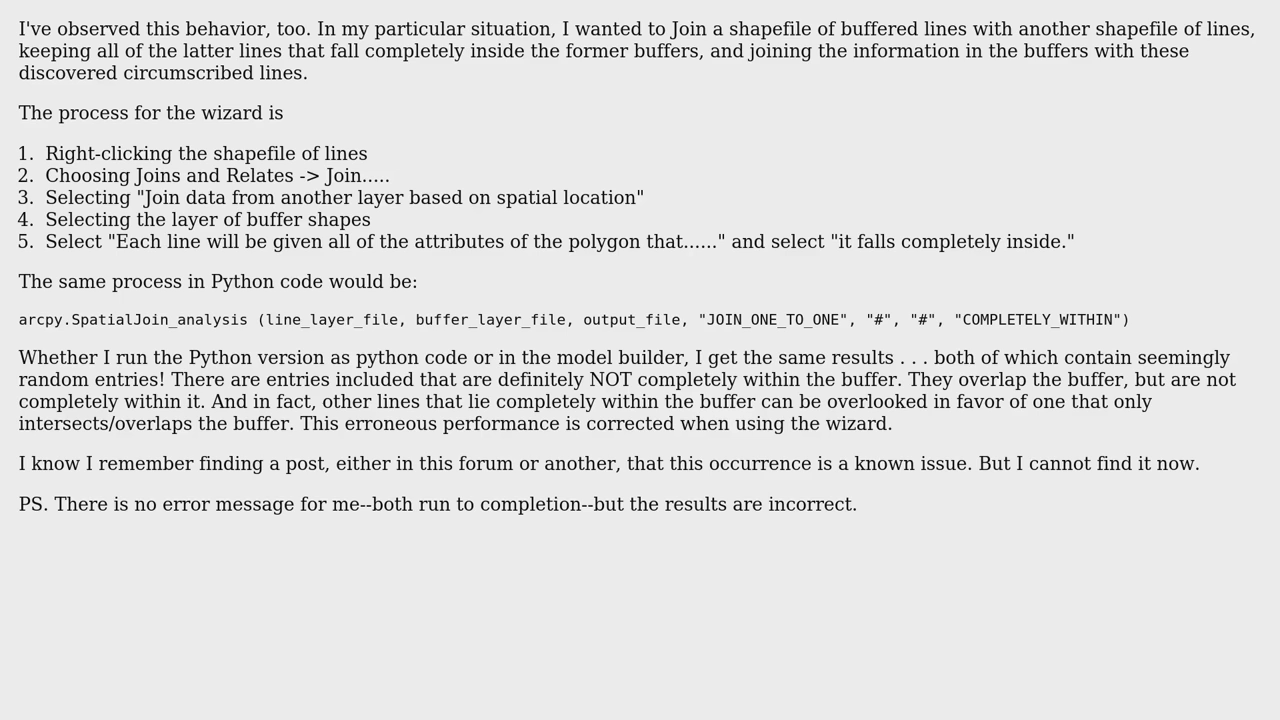 I've observed this behavior, too. In my particular situation, I wanted to Join a shapefile of buffered lines with another shapefile of lines,
keeping all of the latter lines that fall completely inside the former buffers, and joining the information in the buffers with these
discovered circumscribed lines.
The process for the wizard is
1. Right-clicking the shapefile of lines
2. Choosing Joins and Relates -> Join.....
3. Selecting "Join data from another layer based on spatial location"
4. Selecting the layer of buffer shapes
5. Select "Each line will be given all of the attributes of the polygon that......" and select "it falls completely inside."
The same process in Python code would be:
arcpy.SpatialJoin_analysis (line_layer_file, buffer_layer_file, output_file, "JOIN_ONE_TO_ONE", "#", "#", "COMPLETELY_WITHIN")
Whether I run the Python version as python code or in the model builder, I get the same results . . . both of which contain seemingly
random entries! There are entries included that are definitely NOT completely within the buffer. They overlap the buffer, but are not
completely within it. And in fact, other lines that lie completely within the buffer can be overlooked in favor of one that only
intersects/overlaps the buffer. This erroneous performance is corrected when using the wizard.
I know I remember finding a post, either in this forum or another, that this occurrence is a known issue. But I cannot find it now.
PS. There is no error message for me--both run to completion--but the results are incorrect.